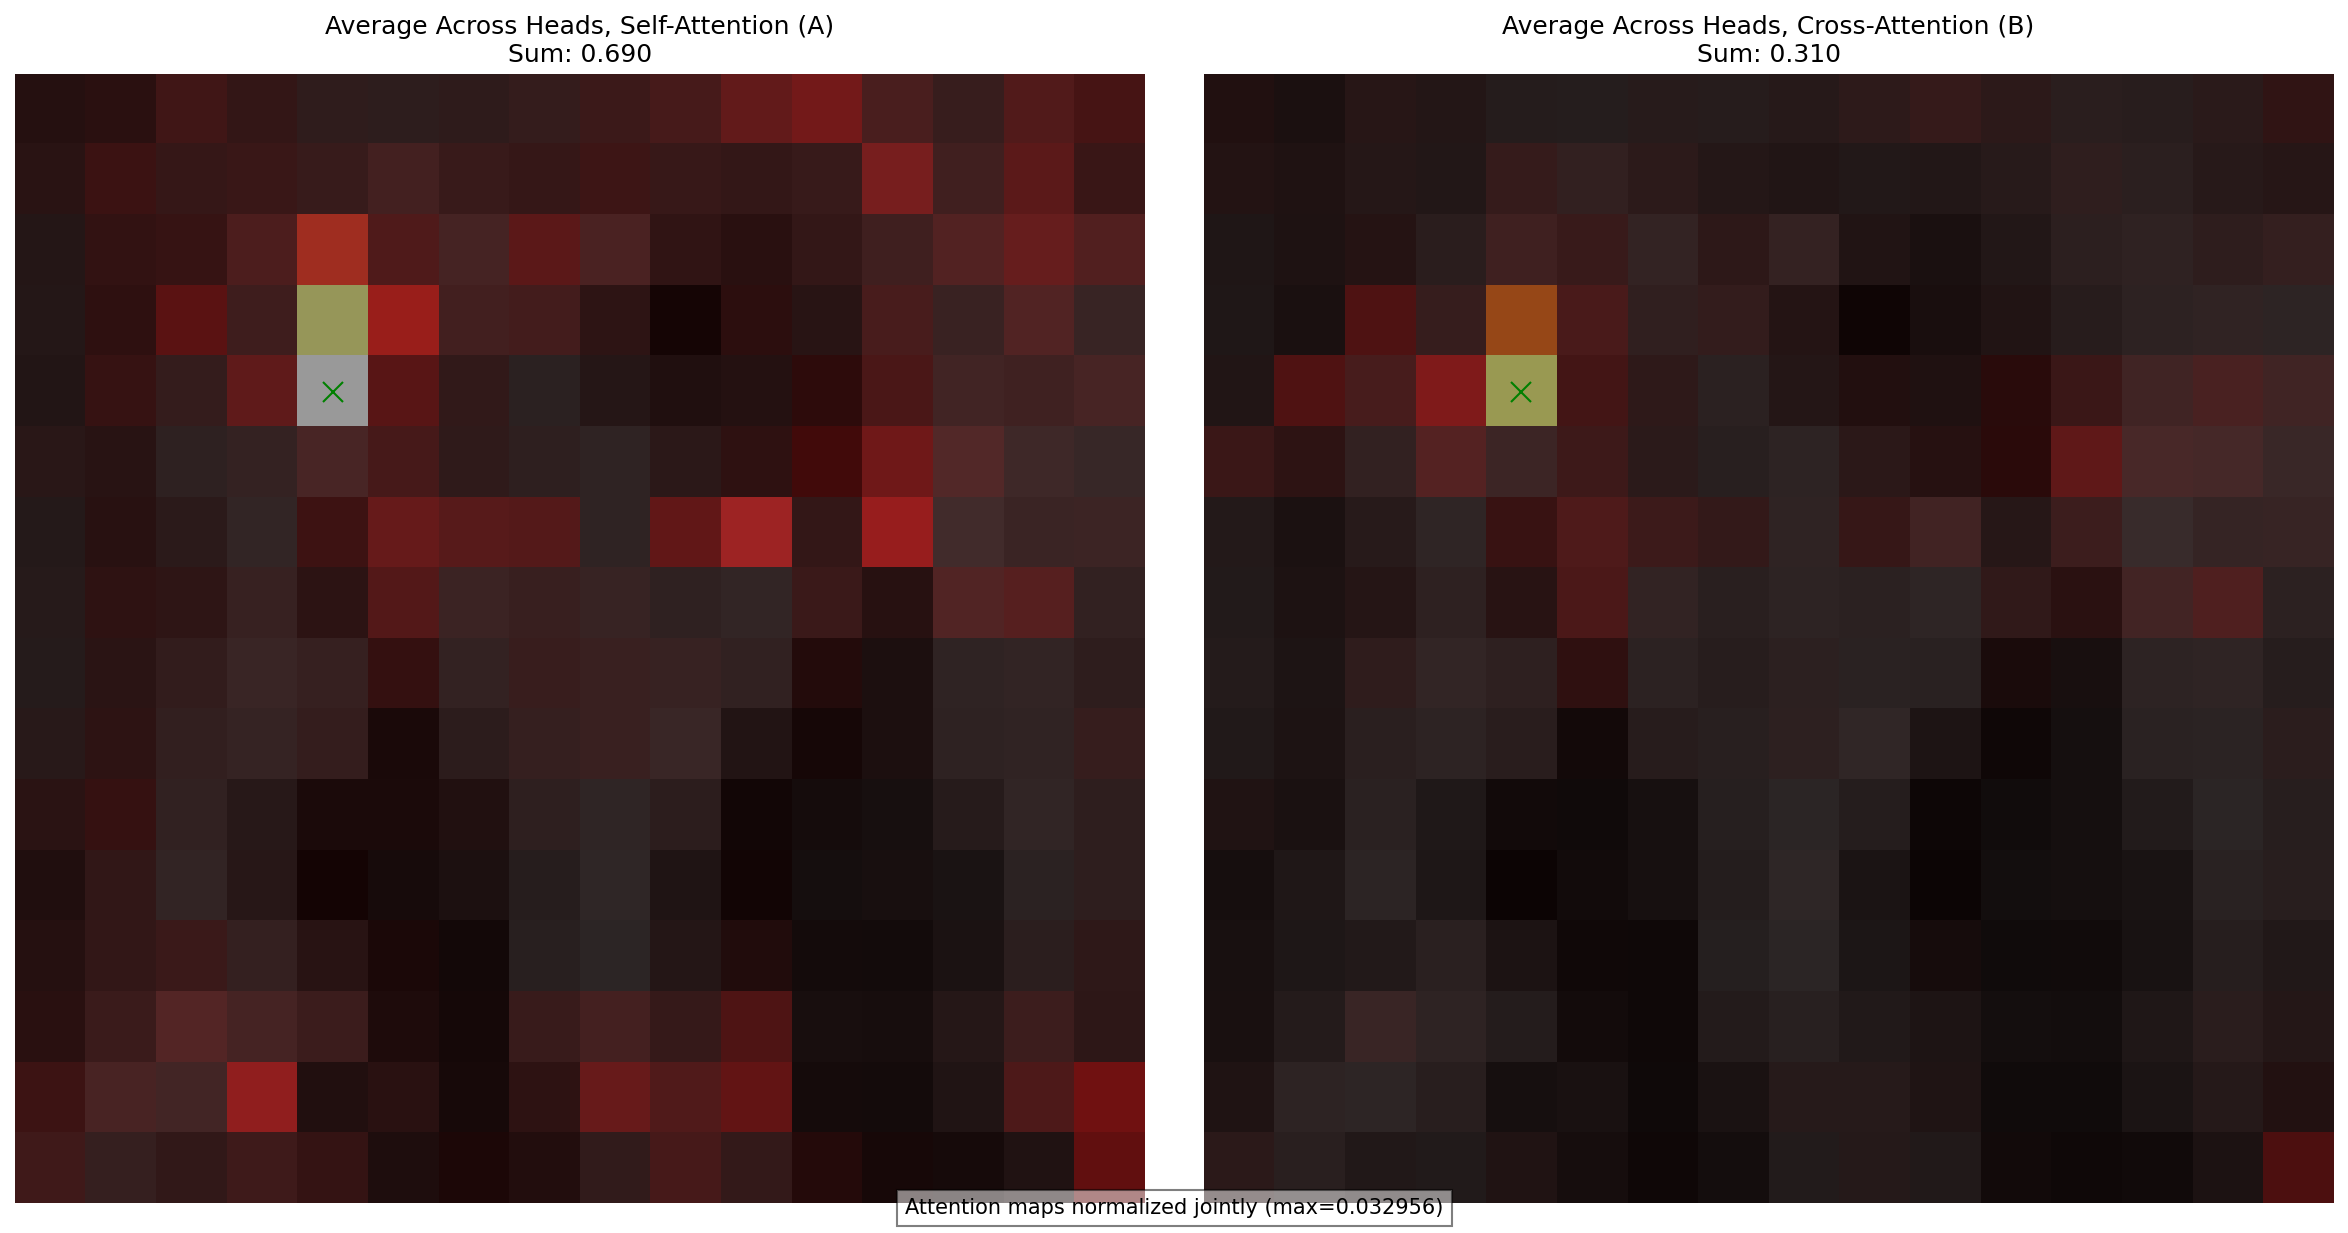 Average Across Heads, Self-Attention (A)
Sum: 0.690
Average Across Heads, Cross-Attention (B)
Sum: 0.310
Attention maps normalized jointly (max=0.032956)